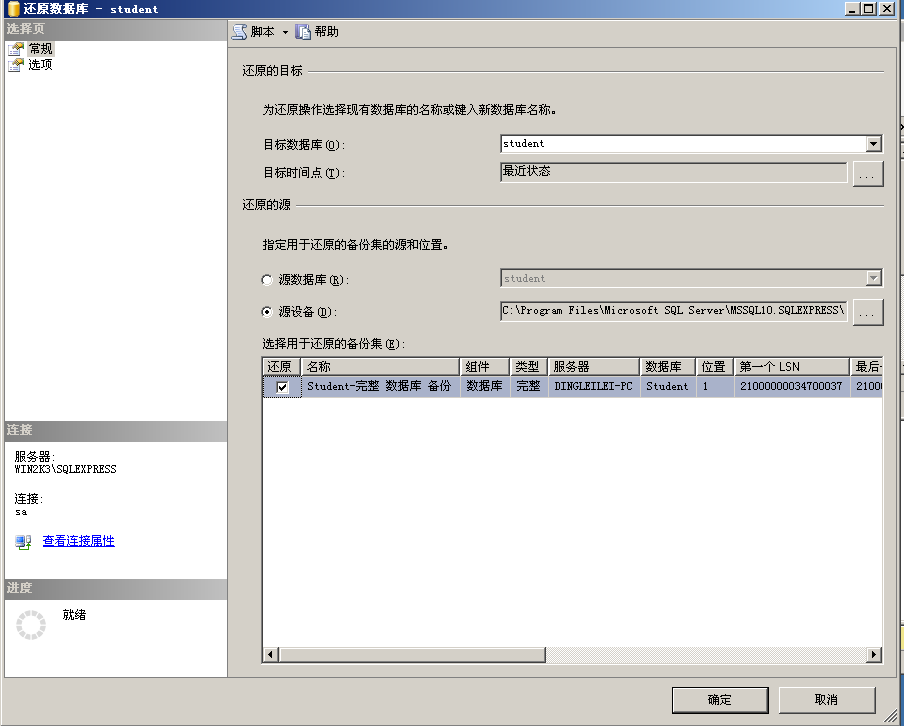 还原数据库 - student
选择页
常规
选项
脚本
帮助
还原的目标
为还原操作选择现有数据库的名称或键入新数据库名称。
目标数据库(O):
student
目标时间点(T):
最近状态
...
还原的源
指定用于还原的备份集的源和位置。
源数据库(R):
student
源设备(D):
C:\Program Files\Microsoft SQL Server\MSSQL10.SQLEXPRESS\
...
选择用于还原的备份集(E):
还原 名称 组件 类型 服务器 数据库 位置 第一个 LSN 最后一
Student-完整 数据库 备份 数据库 完整 DINGLEILEI-PC Student 1 21000000034700037 21000
连接
服务器:
WIN2K3\SQLEXPRESS
连接:
sa
查看连接属性
进度
就绪
确定
取消